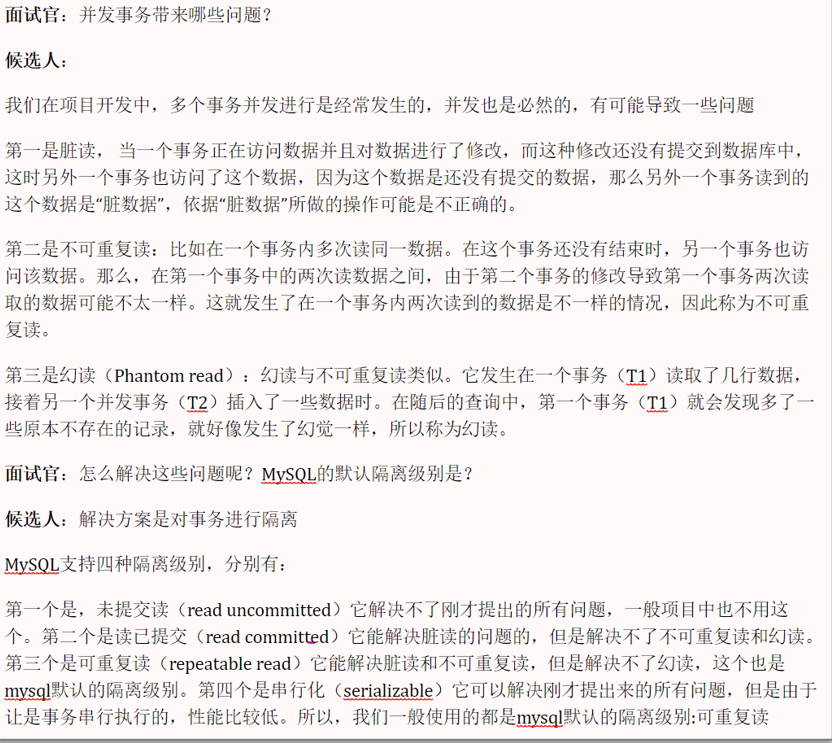 面试官：并发事务带来哪些问题？
候选人：
我们在项目开发中，多个事务并发进行是经常发生的，并发也是必然的，有可能导致一些问题
第一是脏读， 当一个事务正在访问数据并且对数据进行了修改，而这种修改还没有提交到数据库中，
这时另外一个事务也访问了这个数据，因为这个数据是还没有提交的数据，那么另外一个事务读到的
这个数据是“脏数据”，依据“脏数据”所做的操作可能是不正确的。
第二是不可重复读：比如在一个事务内多次读同一数据。在这个事务还没有结束时，另一个事务也访
问该数据。那么，在第一个事务中的两次读数据之间，由于第二个事务的修改导致第一个事务两次读
取的数据可能不太一样。这就发生了在一个事务内两次读到的数据是不一样的情况，因此称为不可重
复读。
第三是幻读（Phantom read）：幻读与不可重复读类似。它发生在一个事务（T1）读取了几行数据，
接着另一个并发事务（T2）插入了一些数据时。在随后的查询中，第一个事务（T1）就会发现多了一
些原本不存在的记录，就好像发生了幻觉一样，所以称为幻读。
面试官：怎么解决这些问题呢？MySQL的默认隔离级别是？
候选人：解决方案是对事务进行隔离
MySQL支持四种隔离级别，分别有：
第一个是，未提交读（read uncommitted）它解决不了刚才提出的所有问题，一般项目中也不用这
个。第二个是读已提交（read committed）它能解决脏读的问题的，但是解决不了不可重复读和幻读。
第三个是可重复读（repeatable read）它能解决脏读和不可重复读，但是解决不了幻读，这个也是
mysql默认的隔离级别。第四个是串行化（serializable）它可以解决刚才提出来的所有问题，但是由于
让是事务串行执行的，性能比较低。所以，我们一般使用的都是mysql默认的隔离级别:可重复读